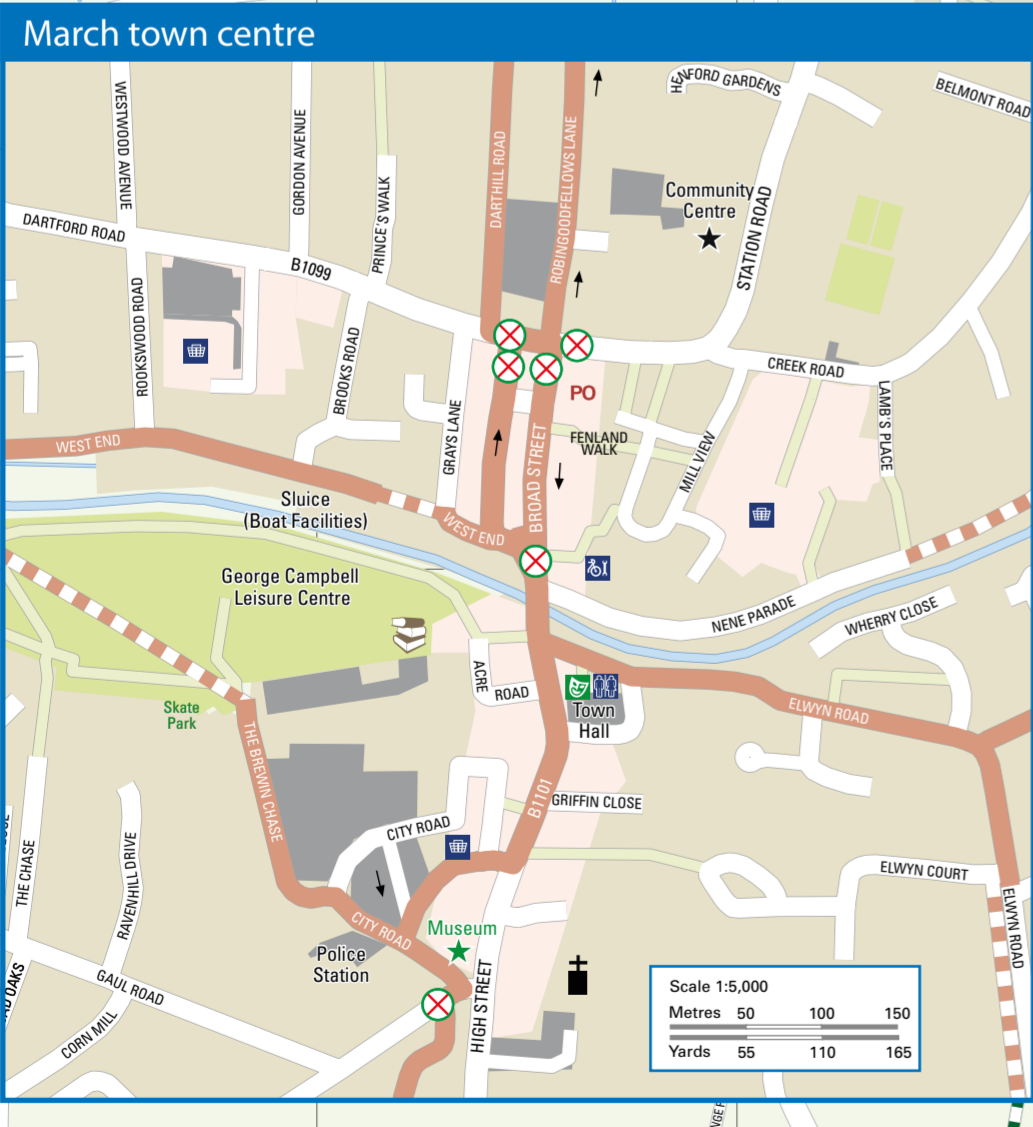 March town centre
WESTWOOD AVENUE
GORDON AVENUE
PRINCE'S WALK
DARTHILL ROAD
ROBINGOODFELLOWS LANE
HENFORD GARDENS
BELMONT ROAD
Community
Centre
STATION ROAD
DARTFORD ROAD
B1099
ROOKSWOOD ROAD
BROOKS ROAD
GRAYS LANE
PO
CREEK ROAD
LAMB'S PLACE
WEST END
BROAD STREET
FENLAND
WALK
MILL VIEW
Sluice
(Boat Facilities)
WEST END
George Campbell
Leisure Centre
NENE PARADE
WHERRY CLOSE
ACRE
ROAD
Skate
Park
Town
Hall
ELWYN ROAD
THE BREWIN CHASE
B1101
GRIFFIN CLOSE
CITY ROAD
THE CHASE
RAVENHILL DRIVE
ELWYN COURT
ELWYN ROAD
CITY ROAD
Museum
Police
Station
HIGH STREET
GAUL ROAD
OAKS
CORN MILL
Scale 1:5,000
Metres 50 100 150
Yards 55 110 165